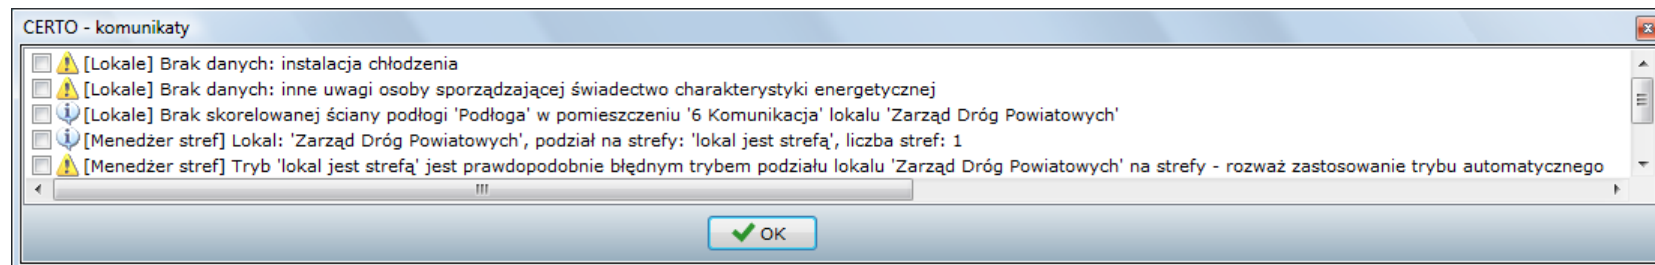 CERTO - komunikaty
[Lokale] Brak danych: instalacja chłodzenia
[Lokale] Brak danych: inne uwagi osoby sporządzającej świadectwo charakterystyki energetycznej
[Lokale] Brak skorelowanej ściany podłogi 'Podłoga' w pomieszczeniu '6 Komunikacja' lokalu 'Zarząd Dróg Powiatowych'
[Menedżer stref] Lokal: 'Zarząd Dróg Powiatowych', podział na strefy: 'lokal jest strefą', liczba stref: 1
[Menedżer stref] Tryb 'lokal jest strefą' jest prawdopodobnie błędnym trybem podziału lokalu 'Zarząd Dróg Powiatowych' na strefy - rozważ zastosowanie trybu automatycznego
OK